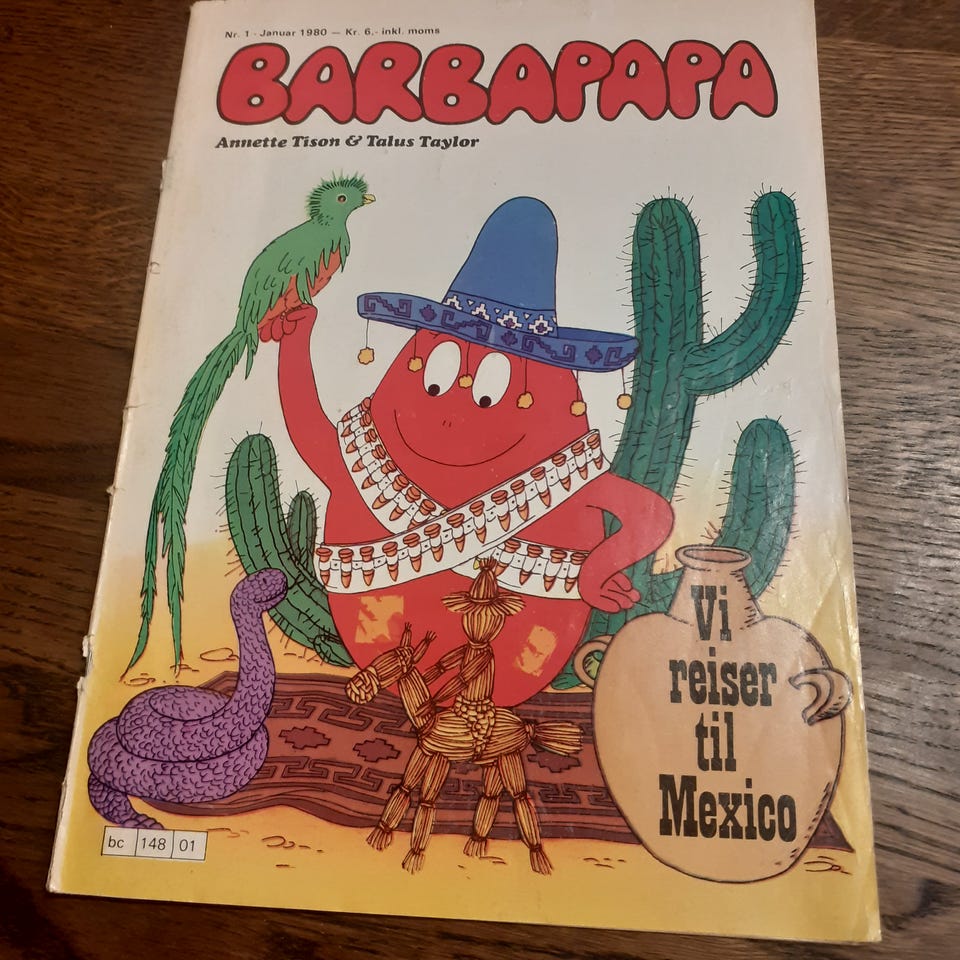 Nr. 1 - Januar 1980 — Kr. 6,- inkl. moms
BARBAPAPA
Annette Tison & Talus Taylor
Vi
reiser
til
Mexico
bc 148 01